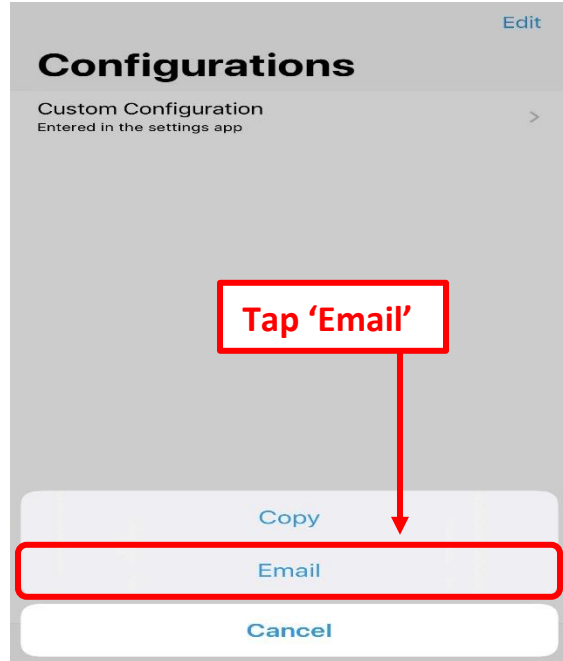 Edit
Configurations
Custom Configuration
Entered in the settings app
>
Tap ‘Email’
Copy
Email
Cancel